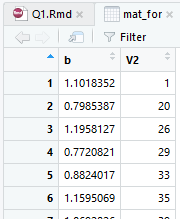 Q1.Rmd mat_for
Filter
b V2
1 1.1018352 1
2 0.7985387 20
3 1.1958127 26
4 0.7720821 29
5 0.8824017 33
6 1.1595069 35